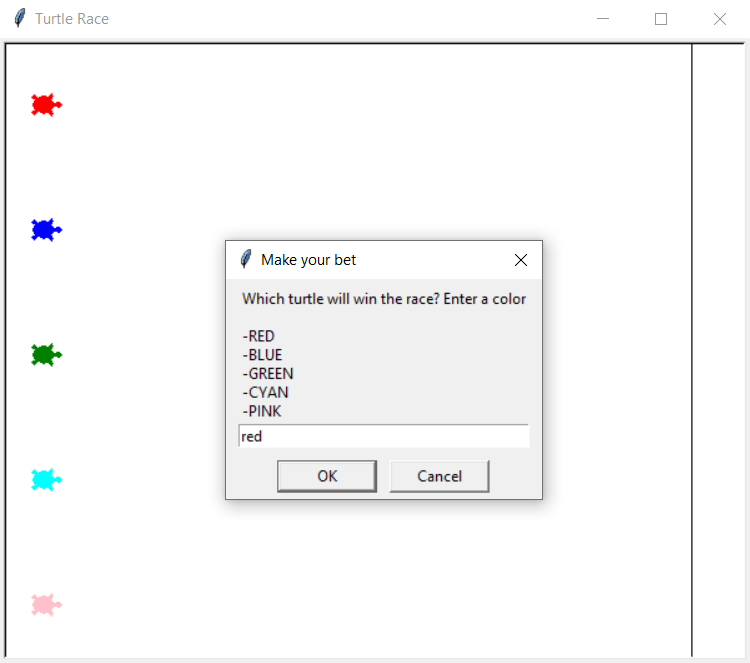 Turtle Race
Make your bet
Which turtle will win the race? Enter a color
-RED
-BLUE
-GREEN
-CYAN
-PINK
red
OK Cancel